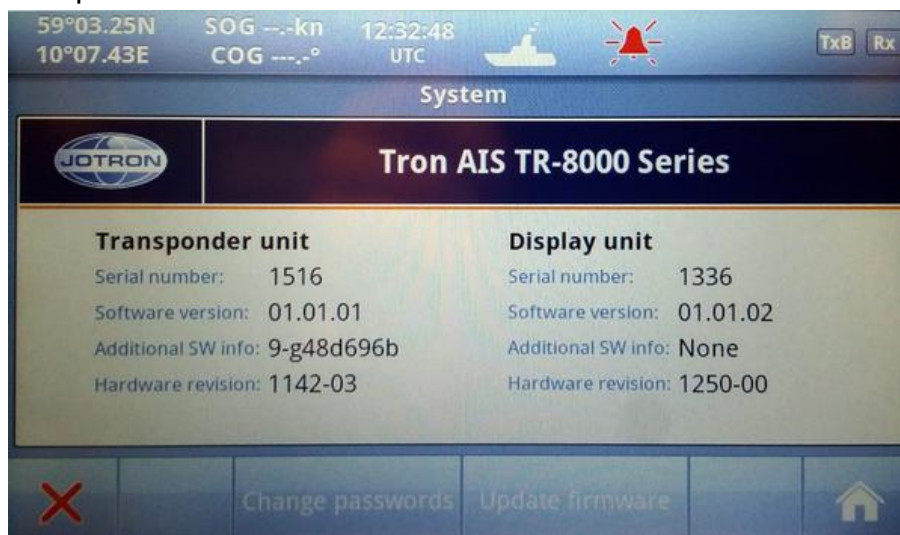 59°03.25N SOG --.-kn 12:32:48 TxB Rx
10°07.43E COG ---.-° UTC
System
JOTRON Tron AIS TR-8000 Series
Transponder unit Display unit
Serial number: 1516 Serial number: 1336
Software version: 01.01.01 Software version: 01.01.02
Additional SW info: 9-g48d696b Additional SW info: None
Hardware revision: 1142-03 Hardware revision: 1250-00
Change passwords Update firmware